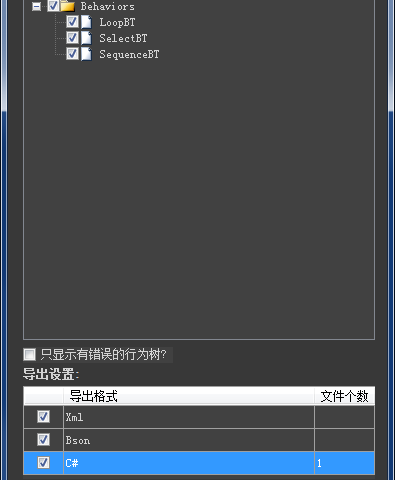 Behaviors
LoopBT
SelectBT
SequenceBT
只显示有错误的行为树?
导出设置:
导出格式 文件个数
Xml
Bson
C# 1